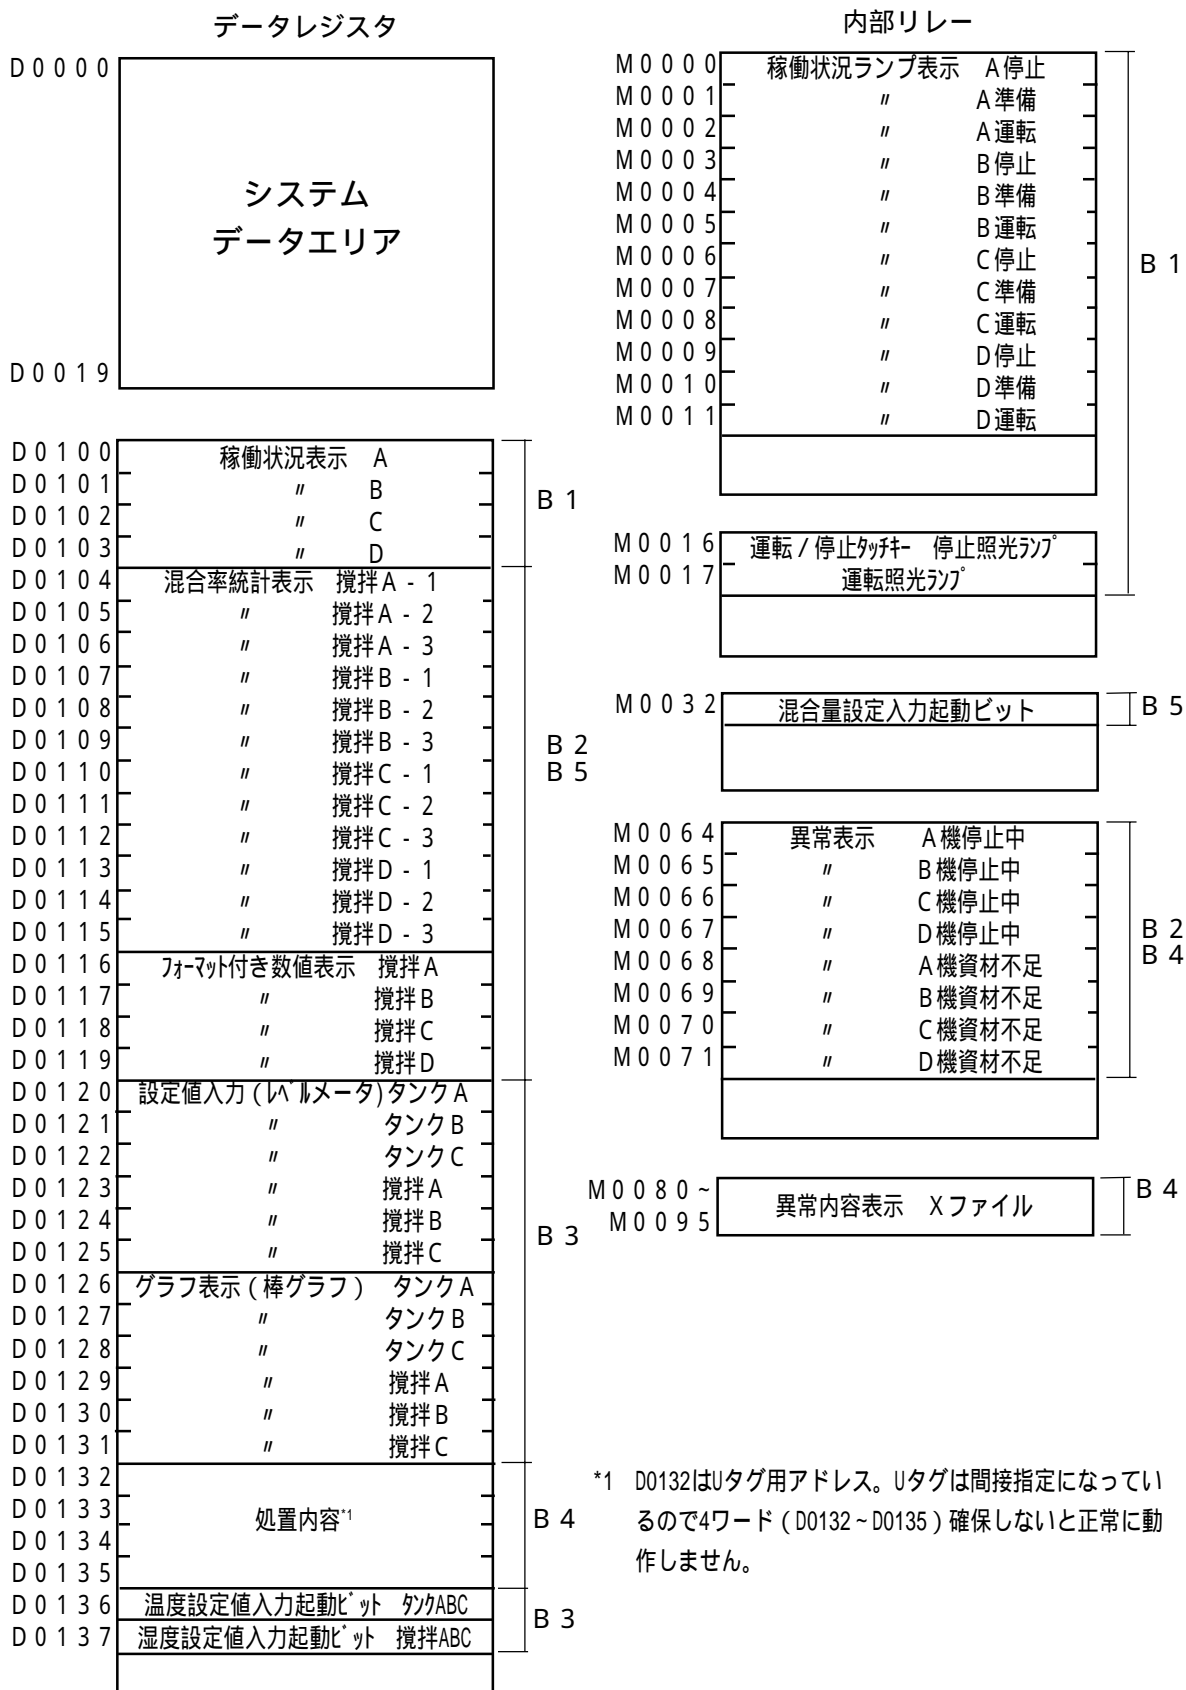 データレジスタ
D0000
システム
データエリア
D0019
D0100 稼働状況表示 A
D0101 〃 B
D0102 〃 C
D0103 〃 D
B1
D0104 混合率統計表示 撹拌A-1
D0105 〃 撹拌A-2
D0106 〃 撹拌A-3
D0107 〃 撹拌B-1
D0108 〃 撹拌B-2
D0109 〃 撹拌B-3
D0110 〃 撹拌C-1
D0111 〃 撹拌C-2
D0112 〃 撹拌C-3
D0113 〃 撹拌D-1
D0114 〃 撹拌D-2
D0115 〃 撹拌D-3
D0116 フォーマット付き数値表示 撹拌A
D0117 〃 撹拌B
D0118 〃 撹拌C
D0119 〃 撹拌D
B2
B5
D0120 設定値入力(レベルメータ)タンクA
D0121 〃 タンクB
D0122 〃 タンクC
D0123 〃 撹拌A
D0124 〃 撹拌B
D0125 〃 撹拌C
D0126 グラフ表示(棒グラフ) タンクA
D0127 〃 タンクB
D0128 〃 タンクC
D0129 〃 撹拌A
D0130 〃 撹拌B
D0131 〃 撹拌C
B3
D0132
D0133 処置内容*1
D0134
D0135
B4
D0136 温度設定値入力起動ビット タンクABC
D0137 湿度設定値入力起動ビット 撹拌ABC
B3
内部リレー
M0000 稼働状況ランプ表示 A停止
M0001 〃 A準備
M0002 〃 A運転
M0003 〃 B停止
M0004 〃 B準備
M0005 〃 B運転
M0006 〃 C停止
M0007 〃 C準備
M0008 〃 C運転
M0009 〃 D停止
M0010 〃 D準備
M0011 〃 D運転
B1
M0016 運転/停止タッチキー 停止照光ランプ
M0017 運転照光ランプ
M0032 混合量設定入力起動ビット
B5
M0064 異常表示 A機停止中
M0065 〃 B機停止中
M0066 〃 C機停止中
M0067 〃 D機停止中
M0068 〃 A機資材不足
M0069 〃 B機資材不足
M0070 〃 C機資材不足
M0071 〃 D機資材不足
B2
B4
M0080~
M0095
異常内容表示 Xファイル
B4
*1 D0132はUタグ用アドレス。Uタグは間接指定になってい
るので4ワード(D0132~D0135)確保しないと正常に動
作しません。